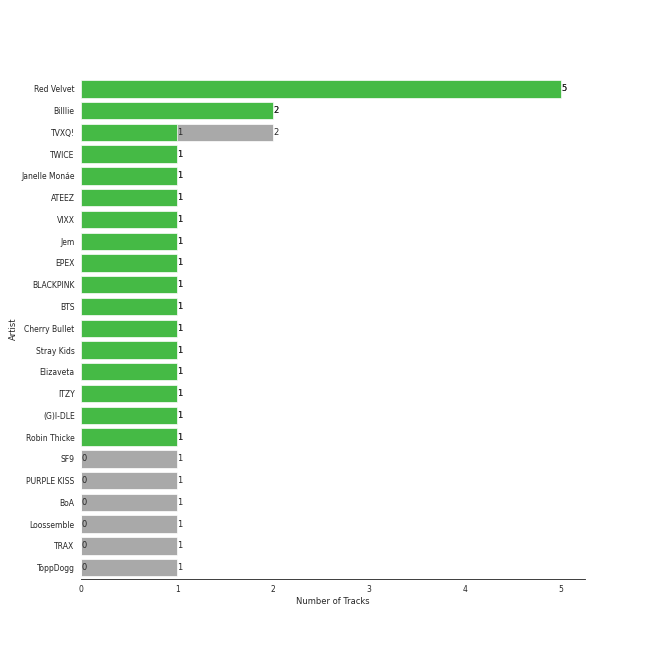 Red Velvet 5
Billlie 2
TVXQ! 1 2
TWICE 1
Janelle Monáe 1
ATEEZ 1
VIXX 1
Jem 1
EPEX 1
BLACKPINK 1
BTS 1
Cherry Bullet 1
Stray Kids 1
Elizaveta 1
ITZY 1
(G)I-DLE 1
Robin Thicke 1
SF9 0 1
PURPLE KISS 0 1
BoA 0 1
Loossemble 0 1
TRAX 0 1
ToppDogg 0 1
0 1 2 3 4 5
Number of Tracks
Artist